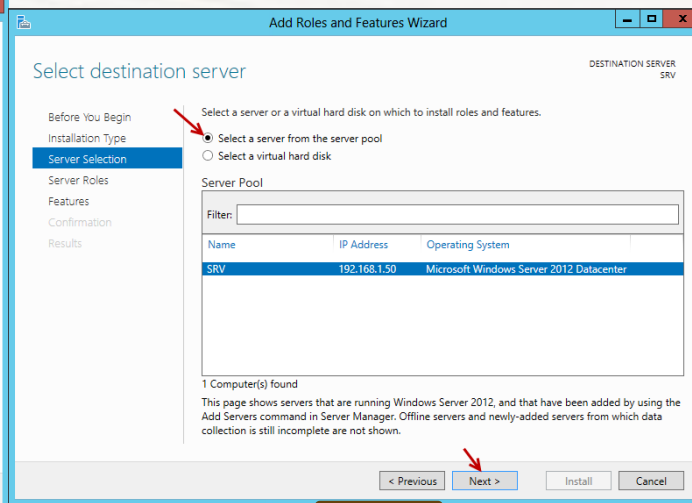 Add Roles and Features Wizard
Select destination server
DESTINATION SERVER
SRV
Before You Begin
Installation Type
Server Selection
Server Roles
Features
Confirmation
Results
Select a server or a virtual hard disk on which to install roles and features.
Select a server from the server pool
Select a virtual hard disk
Server Pool
Filter:
Name IP Address Operating System
SRV 192.168.1.50 Microsoft Windows Server 2012 Datacenter
1 Computer(s) found
This page shows servers that are running Windows Server 2012, and that have been added by using the
Add Servers command in Server Manager. Offline servers and newly-added servers from which data
collection is still incomplete are not shown.
< Previous Next > Install Cancel